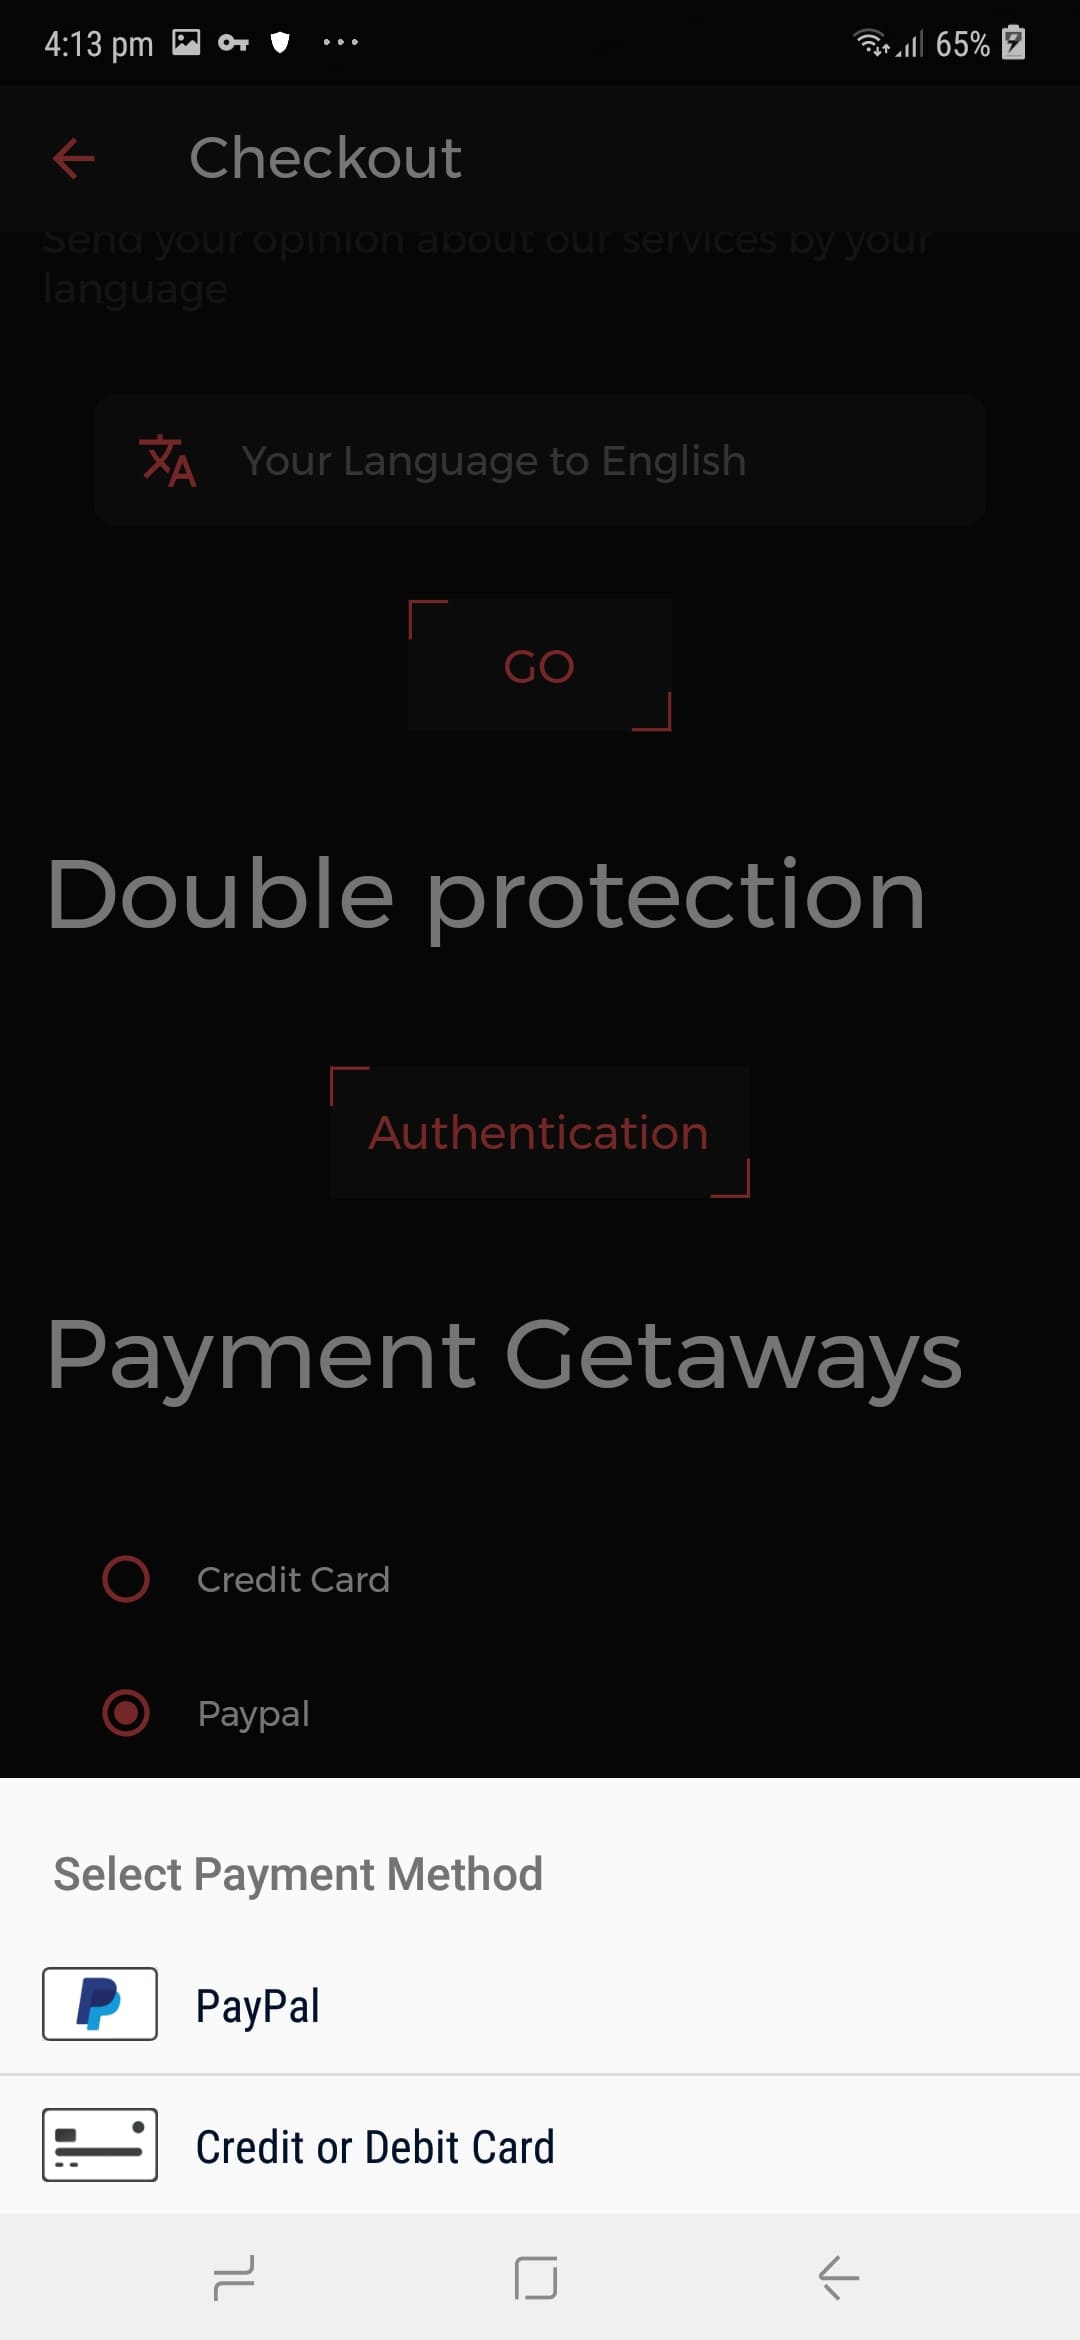 4:13 pm
65%
Checkout
Send your opinion about our services by your
language
Your Language to English
GO
Double protection
Authentication
Payment Getaways
Credit Card
Paypal
Select Payment Method
PayPal
Credit or Debit Card